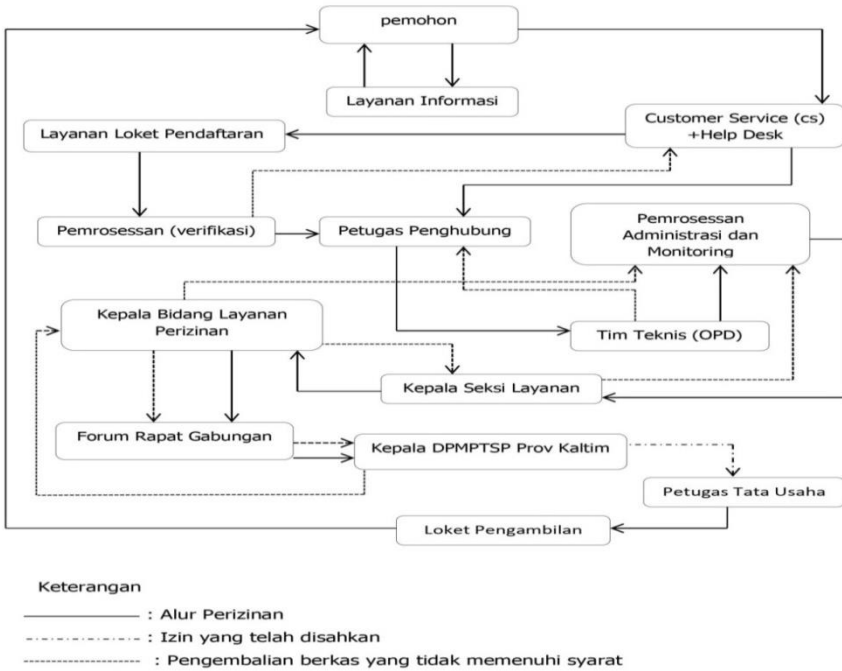 pemohon
Layanan Informasi
Customer Service (cs)
+Help Desk
Layanan Loket Pendaftaran
Pemrosessan (verifikasi)
Petugas Penghubung
Pemrosessan
Administrasi dan
Monitoring
Kepala Bidang Layanan
Perizinan
Tim Teknis (OPD)
Kepala Seksi Layanan
Forum Rapat Gabungan
Kepala DPMPTSP Prov Kaltim
Petugas Tata Usaha
Loket Pengambilan
Keterangan
: Alur Perizinan
: Izin yang telah disahkan
: Pengembalian berkas yang tidak memenuhi syarat